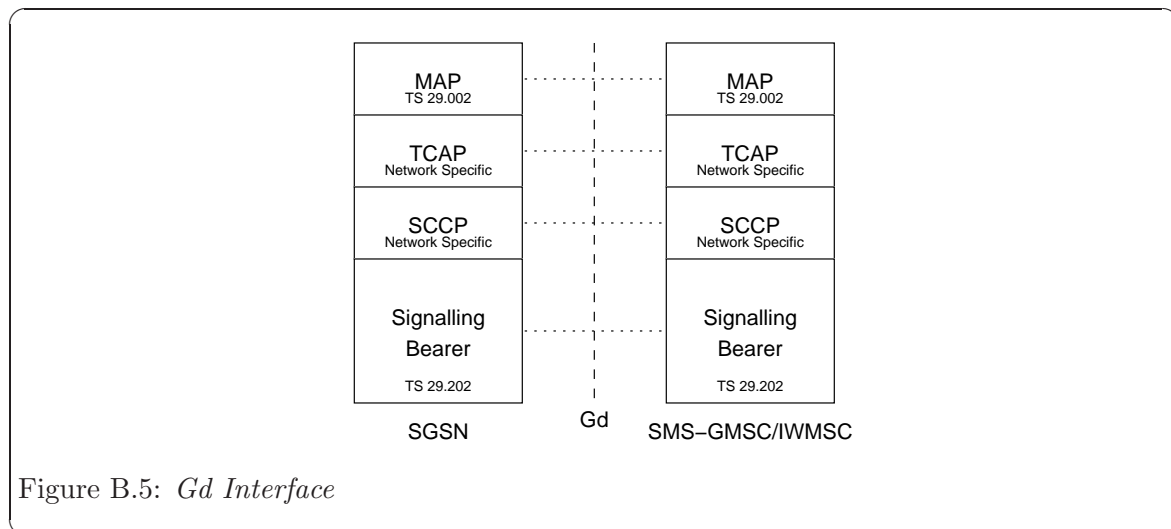 MAP
TS 29.002
TCAP
Network Specific
SCCP
Network Specific
Signalling
Bearer
TS 29.202
SGSN
Gd
MAP
TS 29.002
TCAP
Network Specific
SCCP
Network Specific
Signalling
Bearer
TS 29.202
SMS−GMSC/IWMSC
Figure B.5: Gd Interface